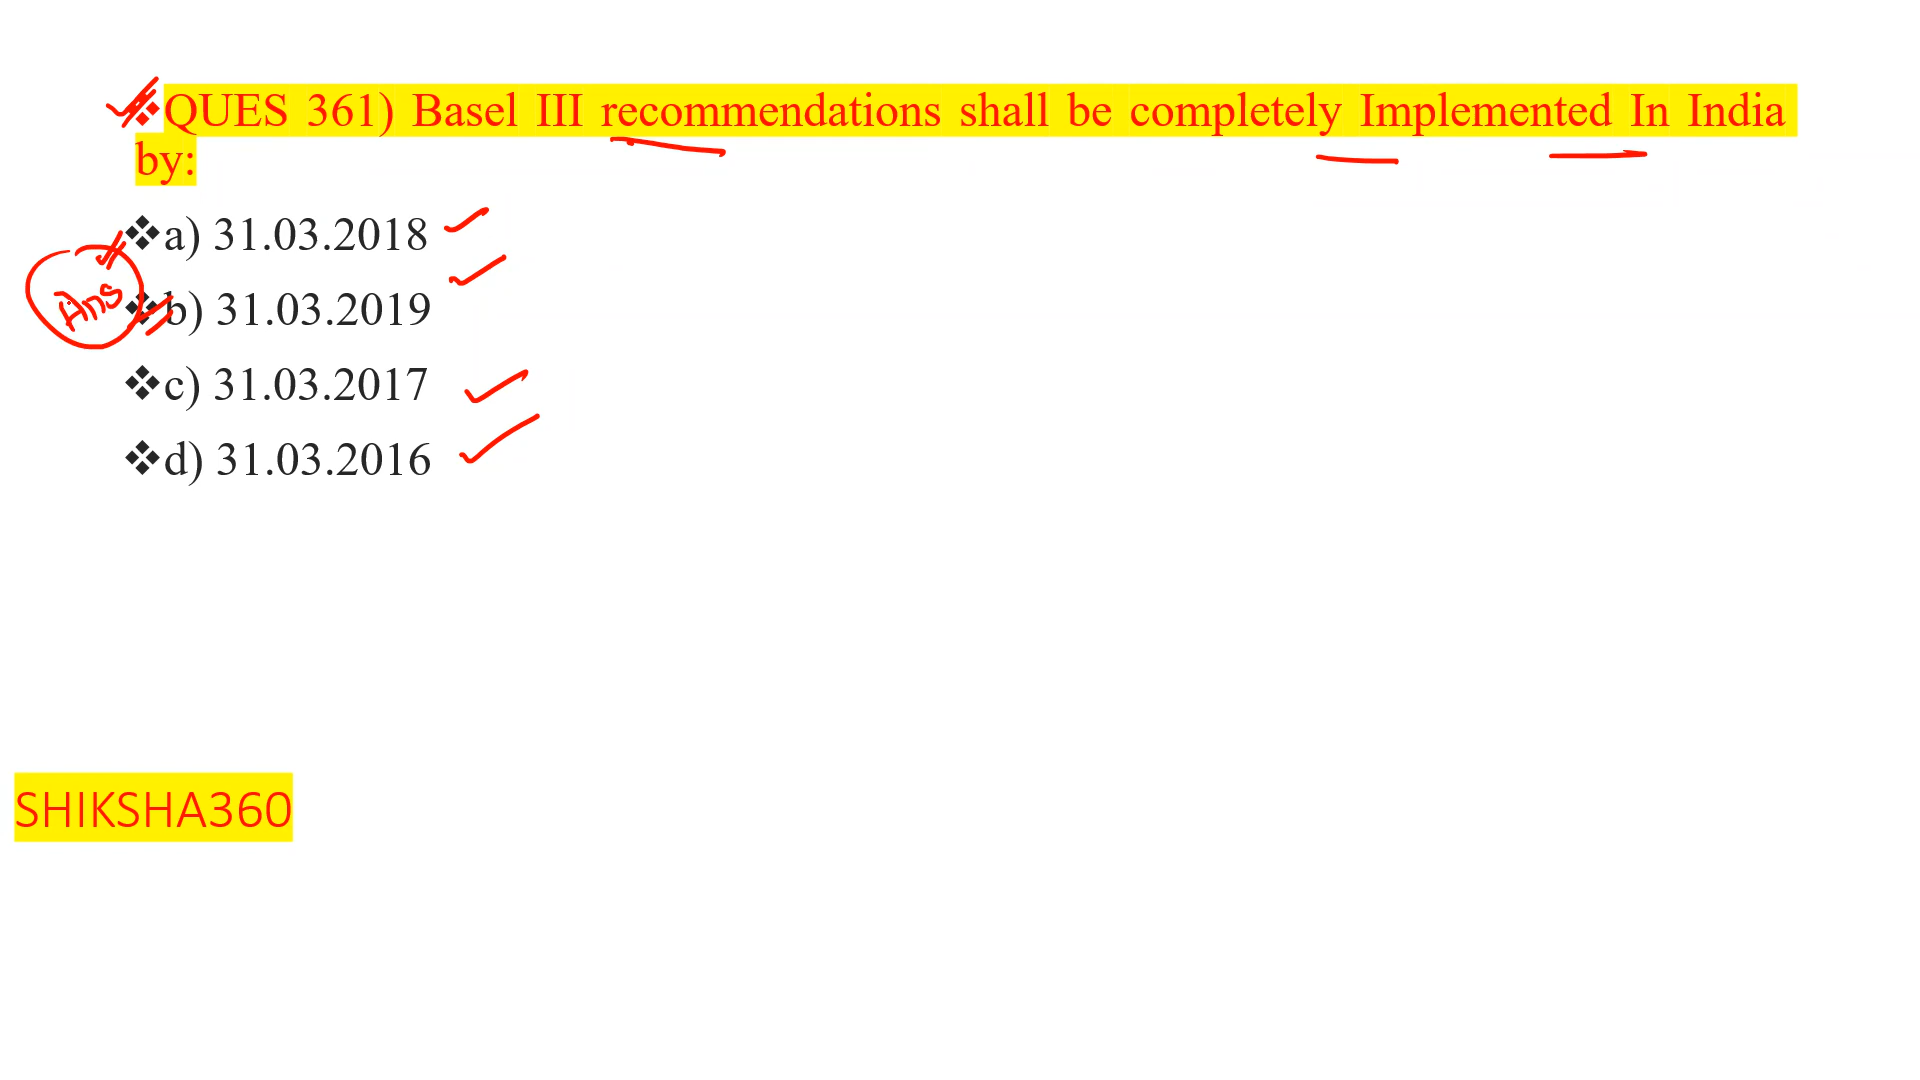 ❖QUES 361) Basel III recommendations shall be completely Implemented In India
by:
❖a) 31.03.2018
Ans
❖b) 31.03.2019
❖c) 31.03.2017
❖d) 31.03.2016
SHIKSHA360